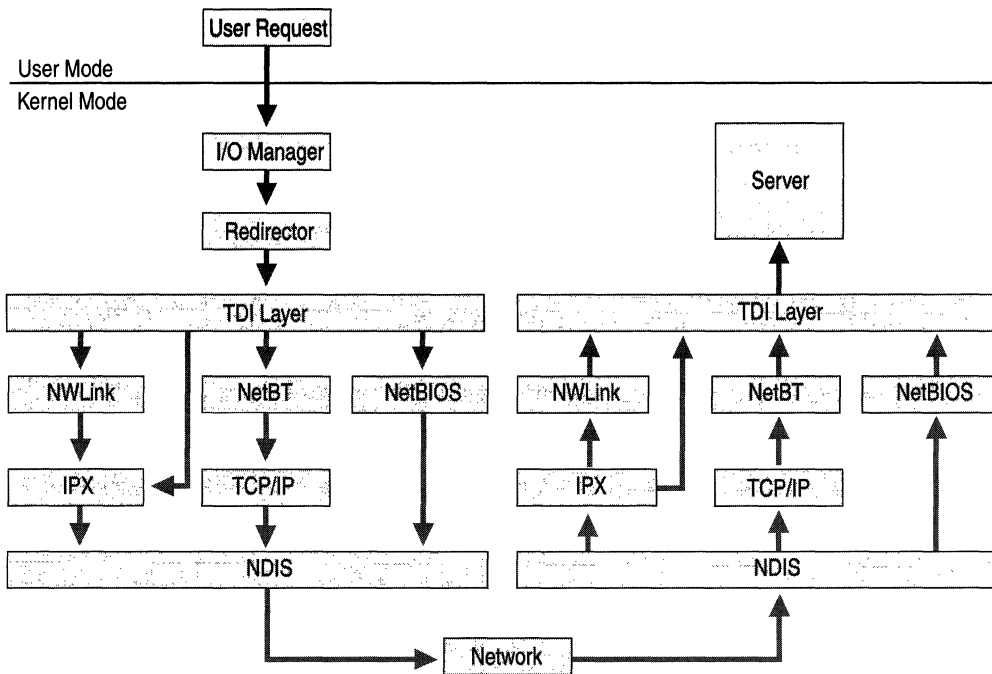 User Request
User Mode
Kernel Mode
I/O Manager
Server
Redirector
TDI Layer
TDI Layer
NWLink
NetBT
NetBIOS
NWLink
NetBT
NetBIOS
IPX
TCP/IP
IPX
TCP/IP
NDIS
NDIS
Network